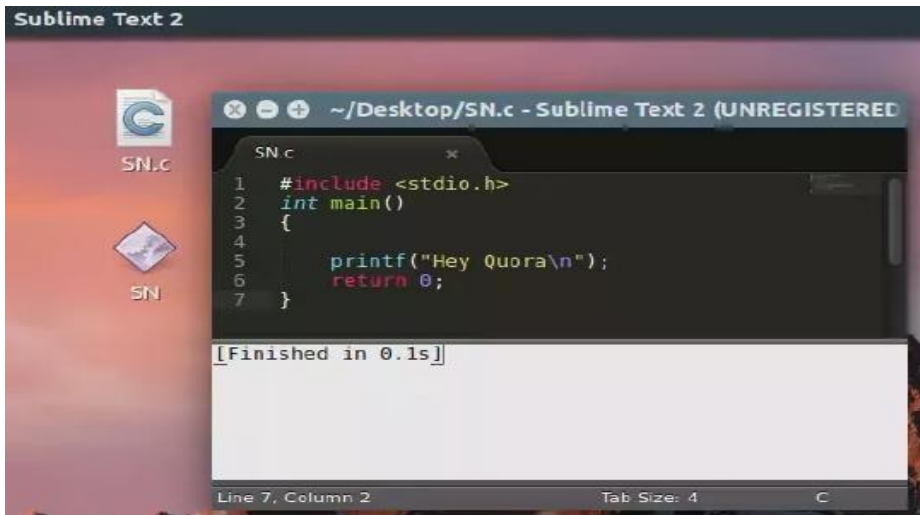 Sublime Text 2
SN.c
SN
~/Desktop/SN.c - Sublime Text 2 (UNREGISTERED
SN.c
1 #include <stdio.h>
2 int main()
3 {
4
5 printf("Hey Quora\n");
6 return 0;
7 }
[Finished in 0.1s]
Line 7, Column 2
Tab Size: 4
C